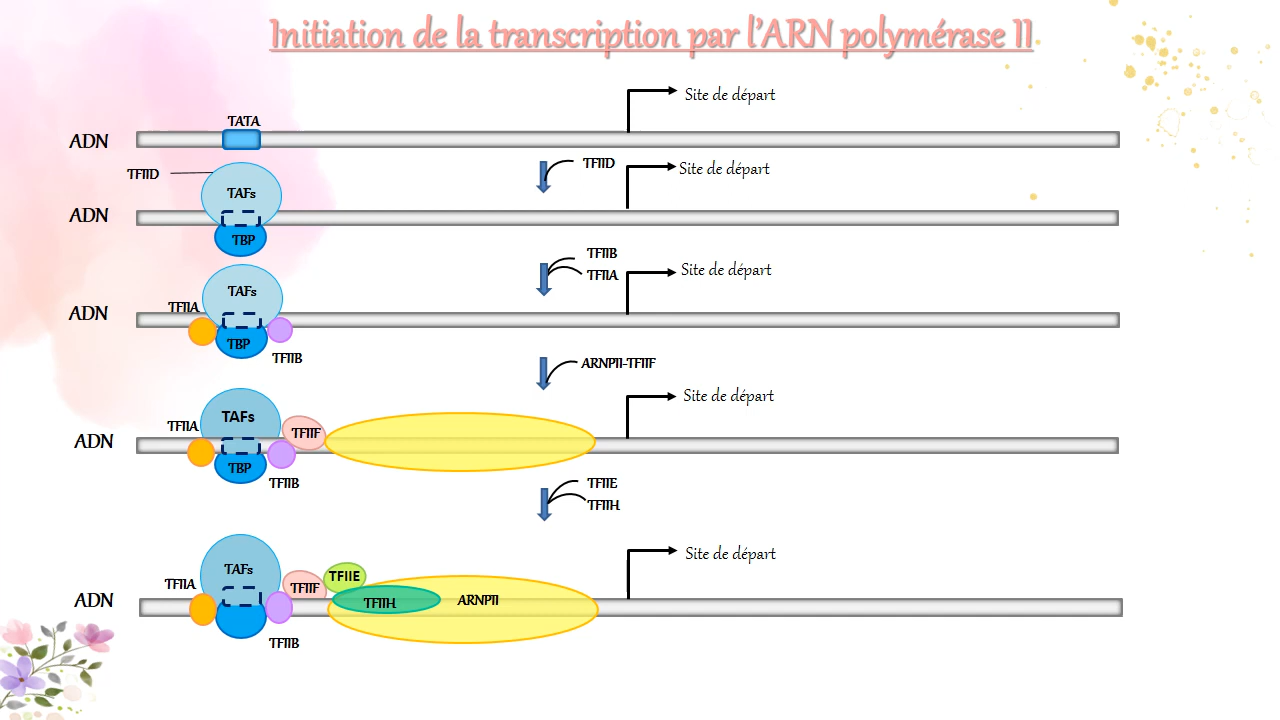 Initiation de la transcription par l'ARN polymérase II
Site de départ
TATA
ADN
TFIID
Site de départ
TFIID
TAFs
ADN
TBP
TFIIB
TFIIA
Site de départ
TAFs
TFIIA
ADN
TBP
TFIIB
ARNPII-TFIIF
Site de départ
TAFs
TFIIA
TFIIF
ADN
TBP
TFIIB
TFIIE
TFIIH
Site de départ
TAFs
TFIIE
TFIIA
TFIIF
ADN
TFIIH
ARNPII
TFIIB